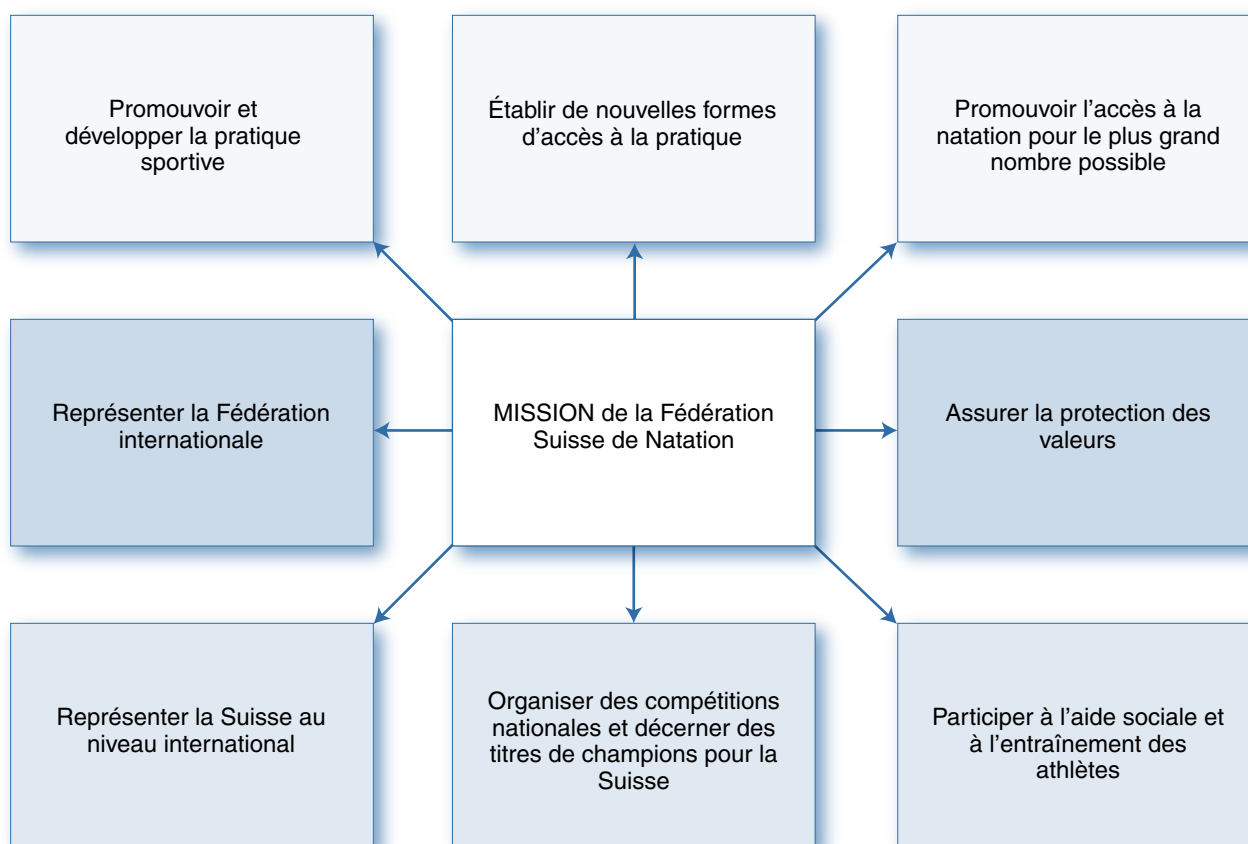 Promouvoir et
développer la pratique
sportive
Établir de nouvelles formes
d’accès à la pratique
Promouvoir l’accès à la
natation pour le plus grand
nombre possible
Représenter la Fédération
internationale
MISSION de la Fédération
Suisse de Natation
Assurer la protection des
valeurs
Représenter la Suisse au
niveau international
Organiser des compétitions
nationales et décerner des
titres de champions pour la
Suisse
Participer à l’aide sociale et
à l’entraînement des
athlètes